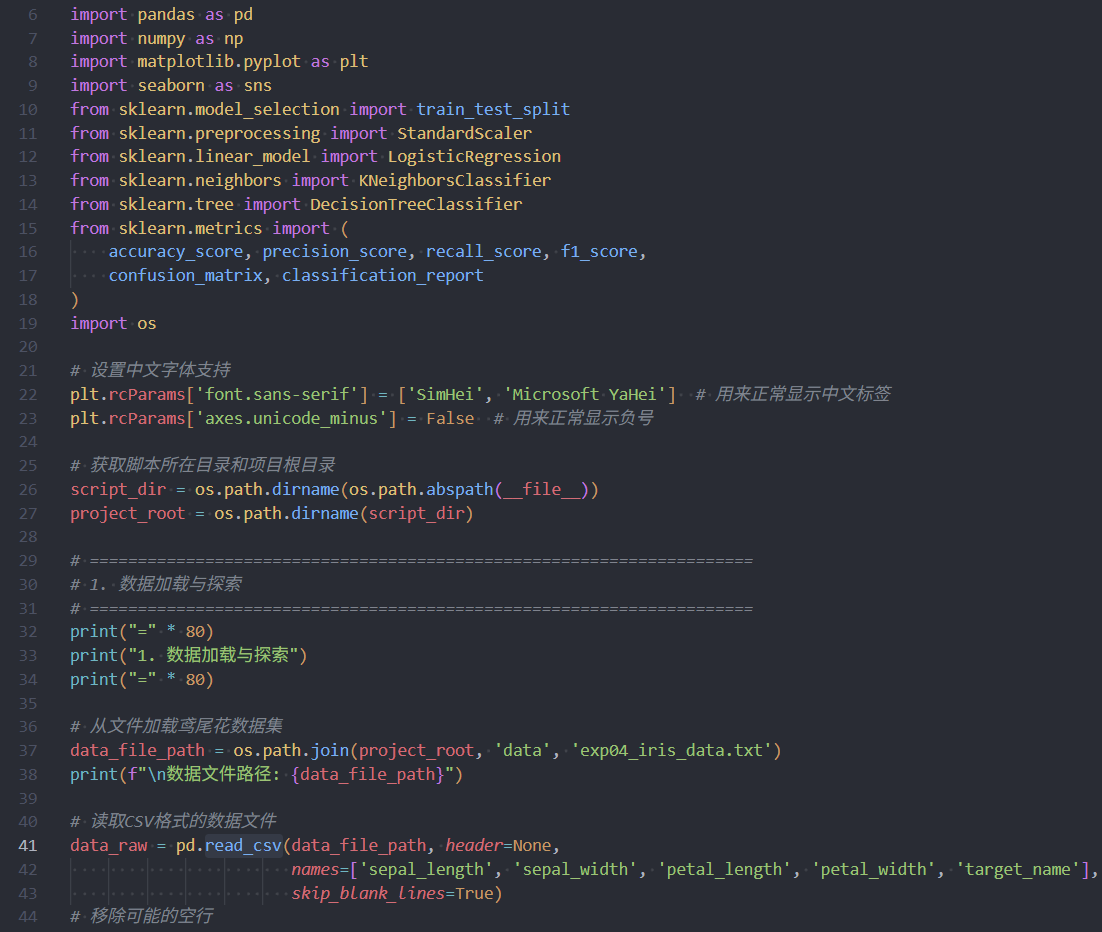 6 import pandas as pd
7 import numpy as np
8 import matplotlib.pyplot as plt
9 import seaborn as sns
10 from sklearn.model_selection import train_test_split
11 from sklearn.preprocessing import StandardScaler
12 from sklearn.linear_model import LogisticRegression
13 from sklearn.neighbors import KNeighborsClassifier
14 from sklearn.tree import DecisionTreeClassifier
15 from sklearn.metrics import (
16     accuracy_score, precision_score, recall_score, f1_score,
17     confusion_matrix, classification_report
18 )
19 import os
20
21 # 设置中文字体支持
22 plt.rcParams['font.sans-serif'] = ['SimHei', 'Microsoft YaHei']  # 用来正常显示中文标签
23 plt.rcParams['axes.unicode_minus'] = False  # 用来正常显示负号
24
25 # 获取脚本所在目录和项目根目录
26 script_dir = os.path.dirname(os.path.abspath(__file__))
27 project_root = os.path.dirname(script_dir)
28
29 # =====================================================================
30 # 1. 数据加载与探索
31 # =====================================================================
32 print("=" * 80)
33 print("1. 数据加载与探索")
34 print("=" * 80)
35
36 # 从文件加载鸢尾花数据集
37 data_file_path = os.path.join(project_root, 'data', 'exp04_iris_data.txt')
38 print(f"\n数据文件路径: {data_file_path}")
39
40 # 读取CSV格式的数据文件
41 data_raw = pd.read_csv(data_file_path, header=None,
42                        names=['sepal_length', 'sepal_width', 'petal_length', 'petal_width', 'target_name'],
43                        skip_blank_lines=True)
44 # 移除可能的空行